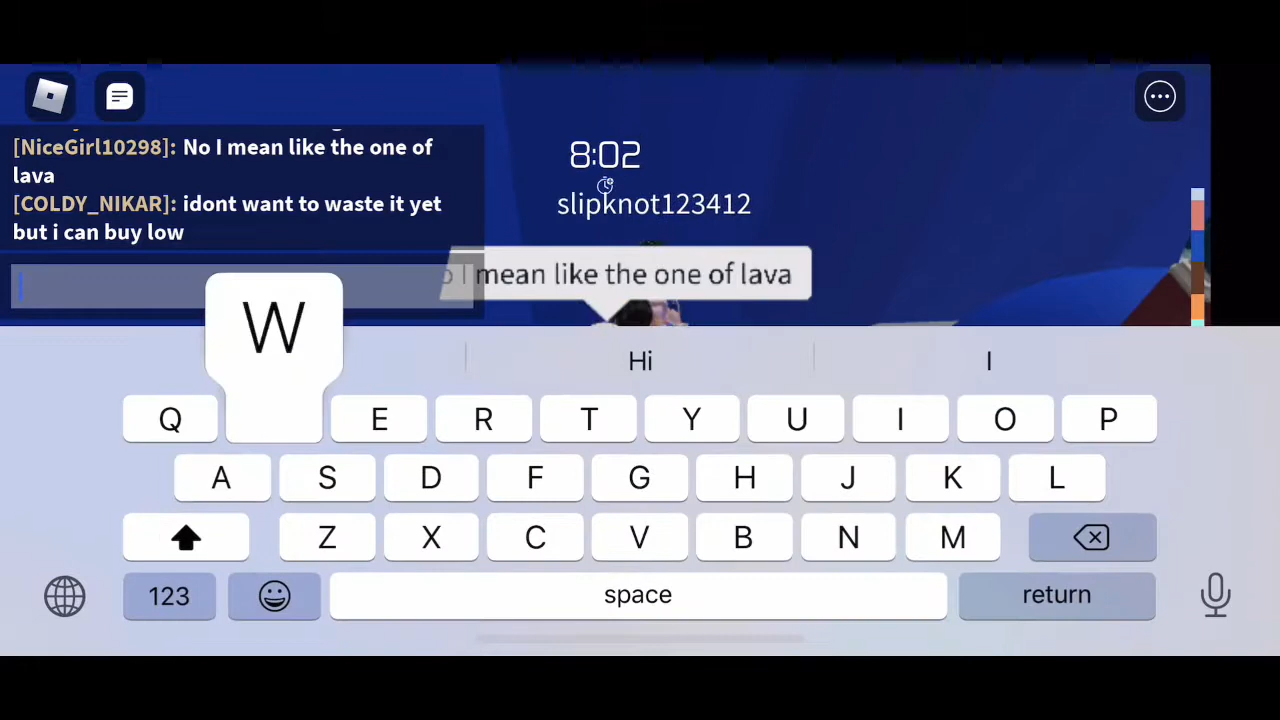 [NiceGirl10298]: No I mean like the one of
lava
[COLDY_NIKAR]: idont want to waste it yet
but i can buy low
8:02
slipknot123412
I mean like the one of lava
W
Hi
I
Q
E
R
T
Y
U
I
O
P
A
S
D
F
G
H
J
K
L
Z
X
C
V
B
N
M
123
space
return